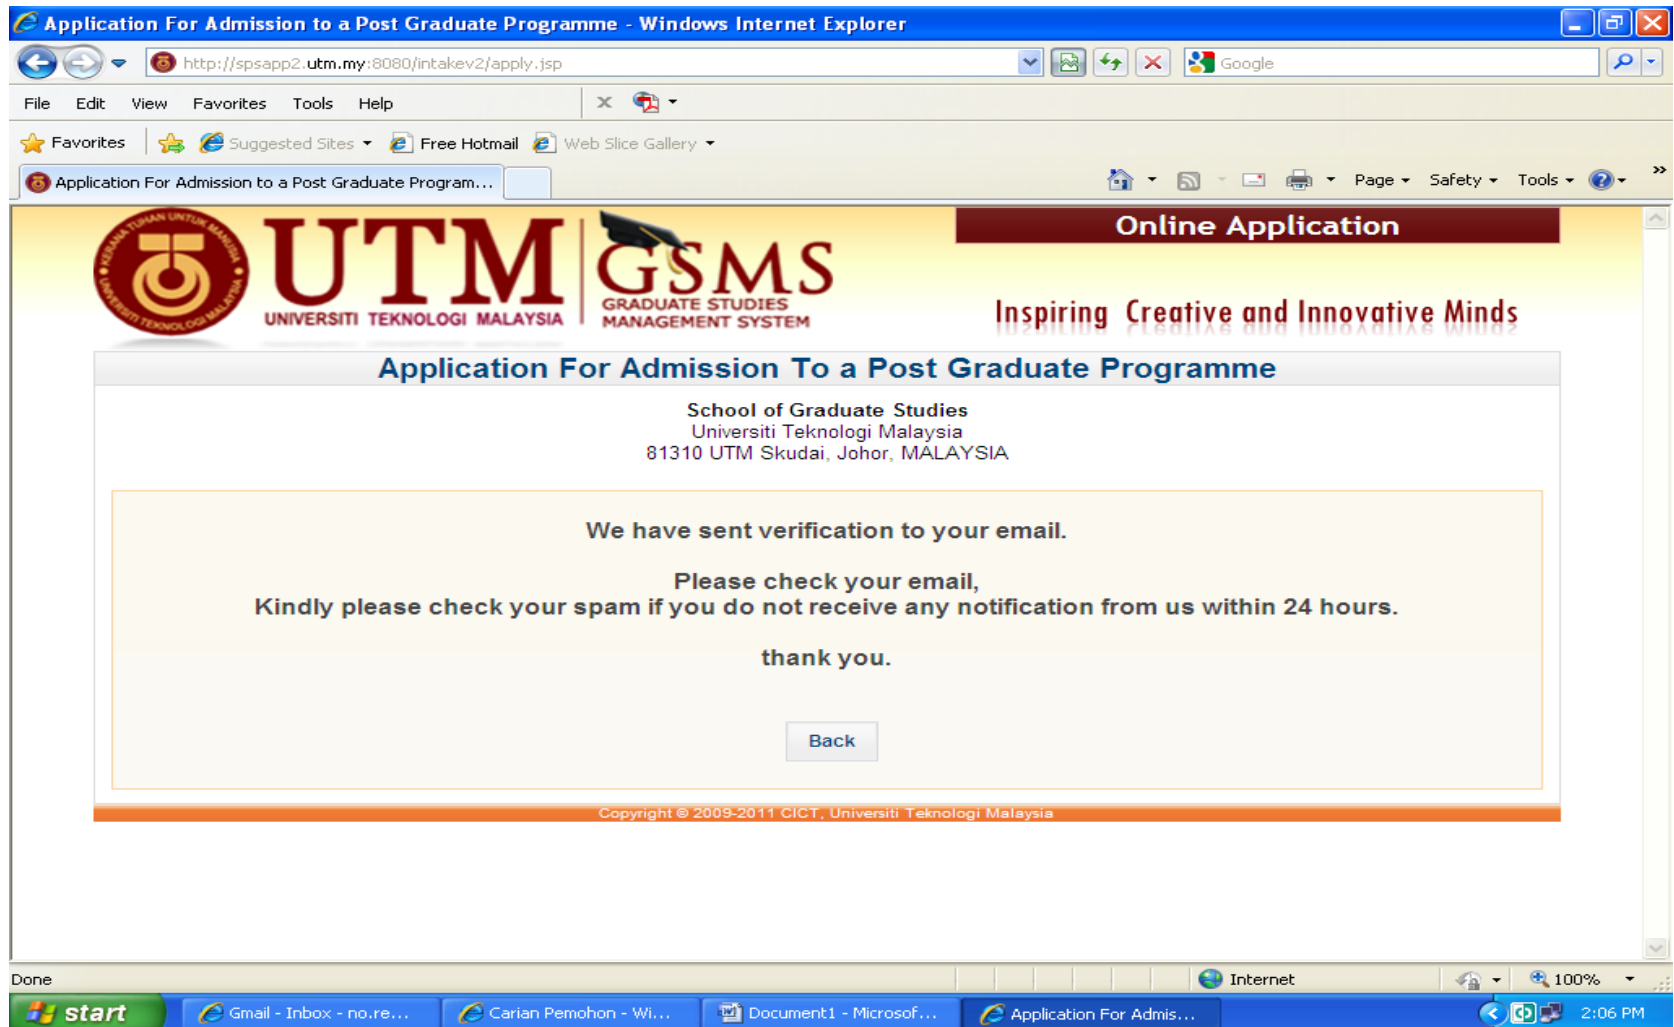 Application For Admission to a Post Graduate Programme - Windows Internet Explorer
http://spsapp2.utm.my:8080/intakev2/apply.jsp
Google
File Edit View Favorites Tools Help
Favorites Suggested Sites Free Hotmail Web Slice Gallery
Application For Admission to a Post Graduate Program...
Page Safety Tools
KERANA TUHAN UNTUK MANUSIA
UNIVERSITI TEKNOLOGI MALAYSIA
UTM
UNIVERSITI TEKNOLOGI MALAYSIA
GSMS
GRADUATE STUDIES
MANAGEMENT SYSTEM
Online Application
Inspiring Creative and Innovative Minds
Application For Admission To a Post Graduate Programme
School of Graduate Studies
Universiti Teknologi Malaysia
81310 UTM Skudai, Johor, MALAYSIA
We have sent verification to your email.
Please check your email,
Kindly please check your spam if you do not receive any notification from us within 24 hours.
thank you.
Back
Copyright © 2009-2011 CICT, Universiti Teknologi Malaysia
Done Internet 100%
start Gmail - Inbox - no.re... Carian Pemohon - Wi... Document1 - Microsof... Application For Admis... 2:06 PM